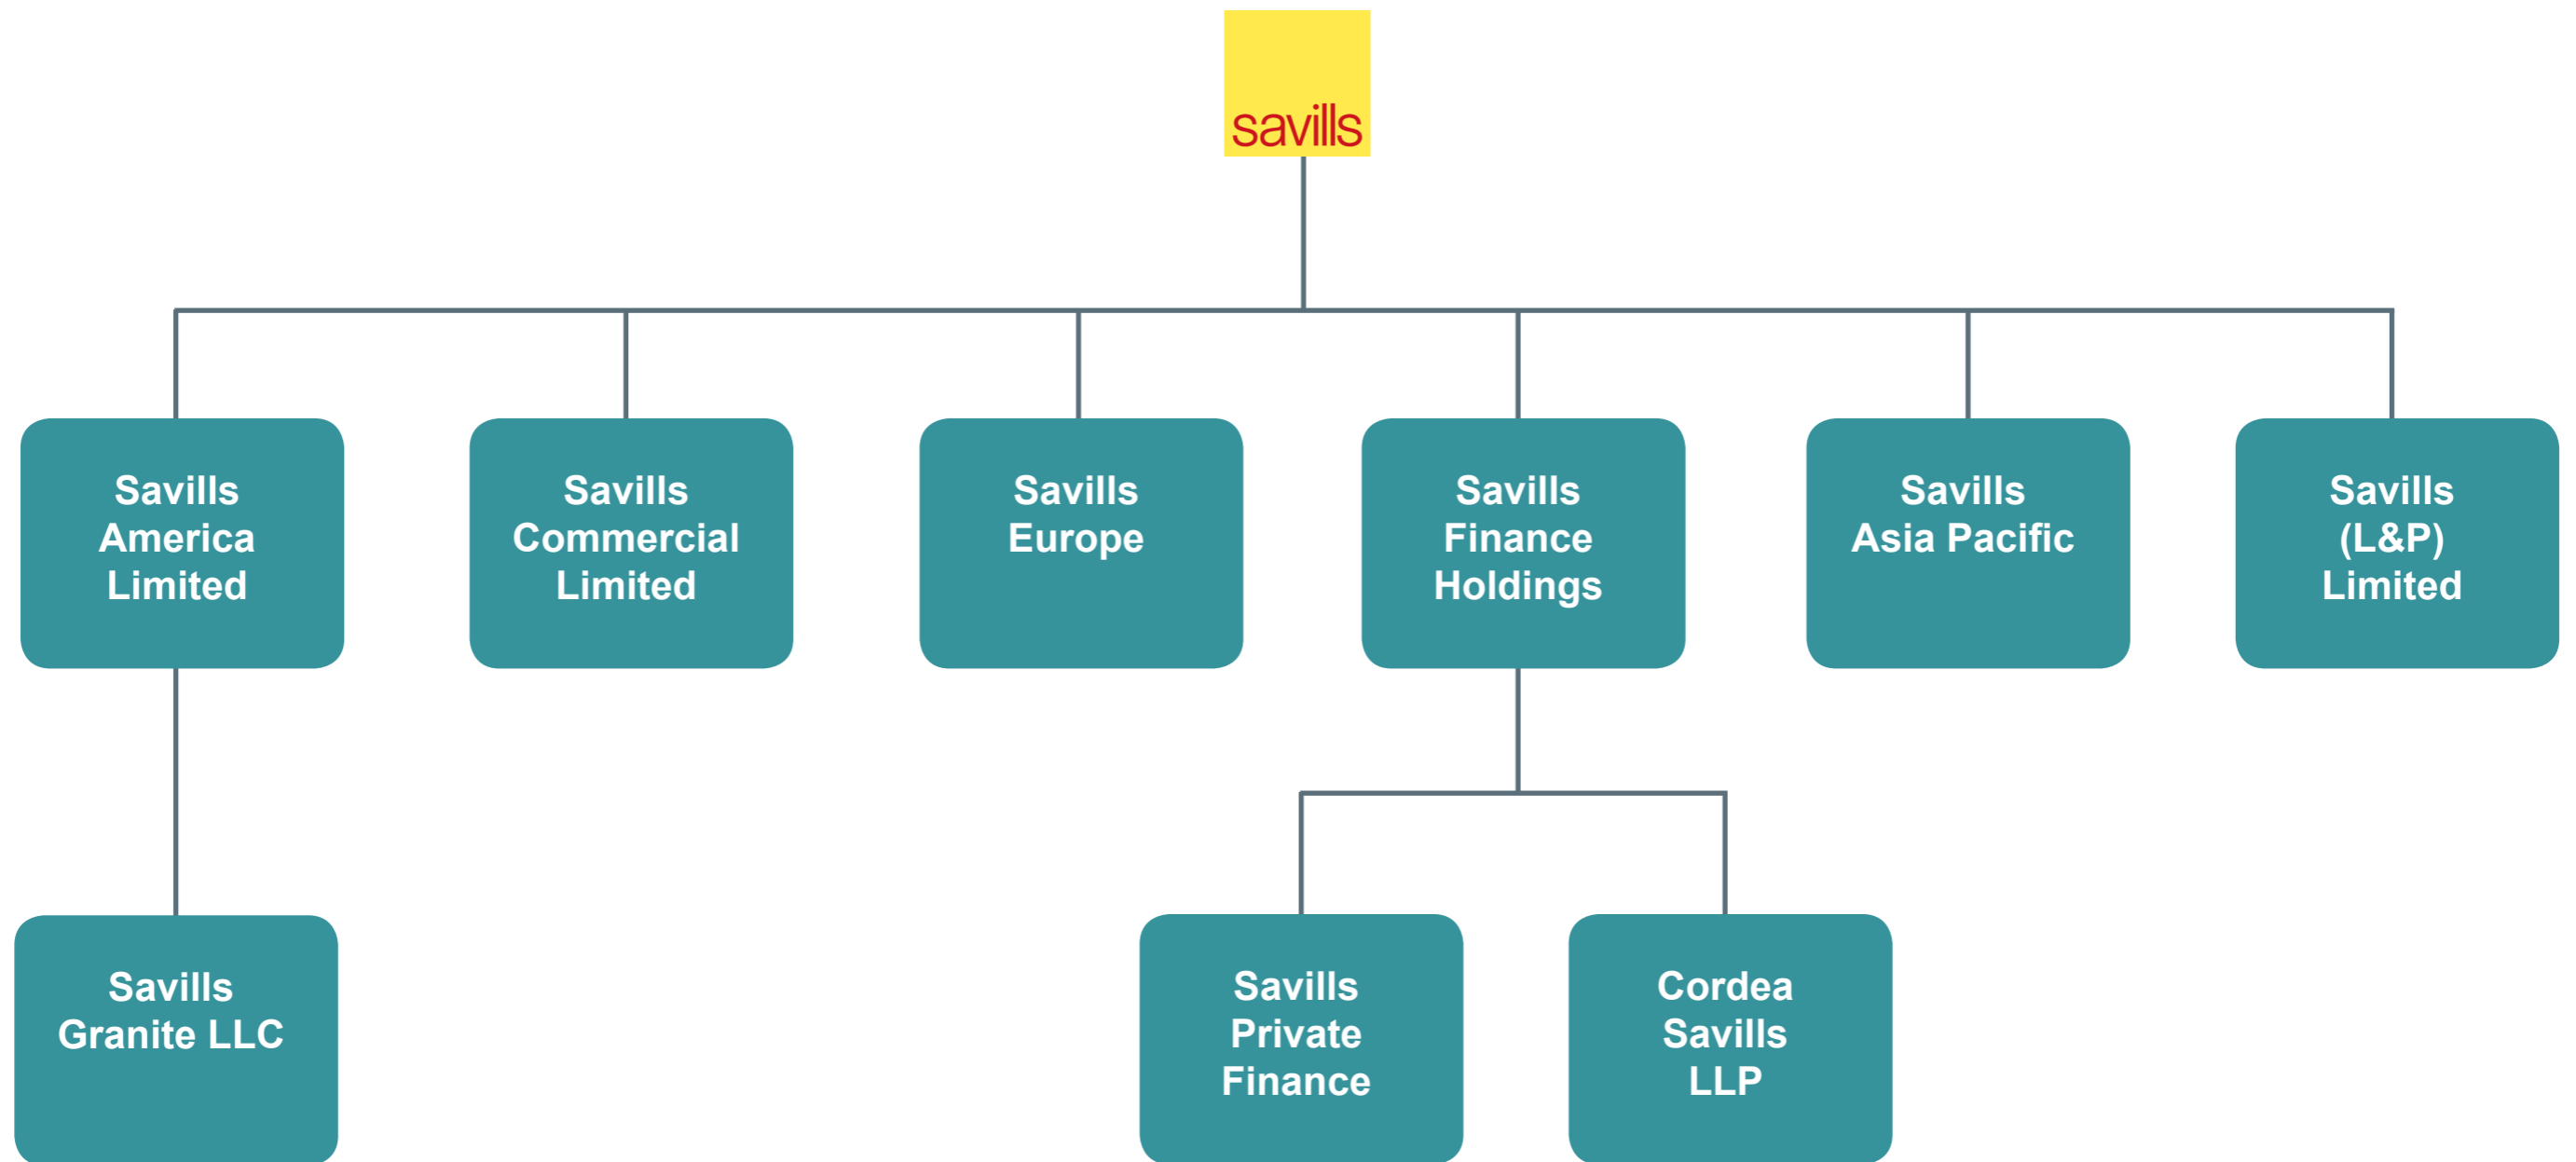 savills
Savills
America
Limited
Savills
Commercial
Limited
Savills
Europe
Savills
Finance
Holdings
Savills
Asia Pacific
Savills
(L&P)
Limited
Savills
Granite LLC
Savills
Private
Finance
Cordea
Savills
LLP